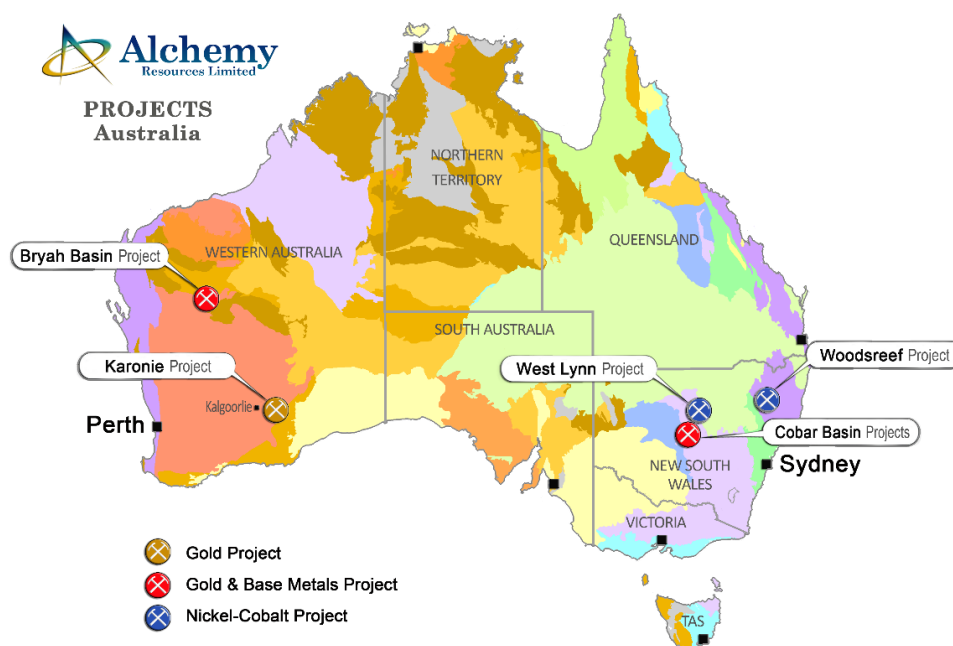 Alchemy
Resources Limited
PROJECTS
Australia
NORTHERN
TERRITORY
QUEENSLAND
WESTERN AUSTRALIA
Bryah Basin Project
SOUTH AUSTRALIA
Woodsreef Project
West Lynn Project
Karonie Project
Kalgoorlie
Perth
Cobar Basin Projects
Sydney
NEW SOUTH
WALES
VICTORIA
Gold Project
Gold & Base Metals Project
Nickel-Cobalt Project
TAS